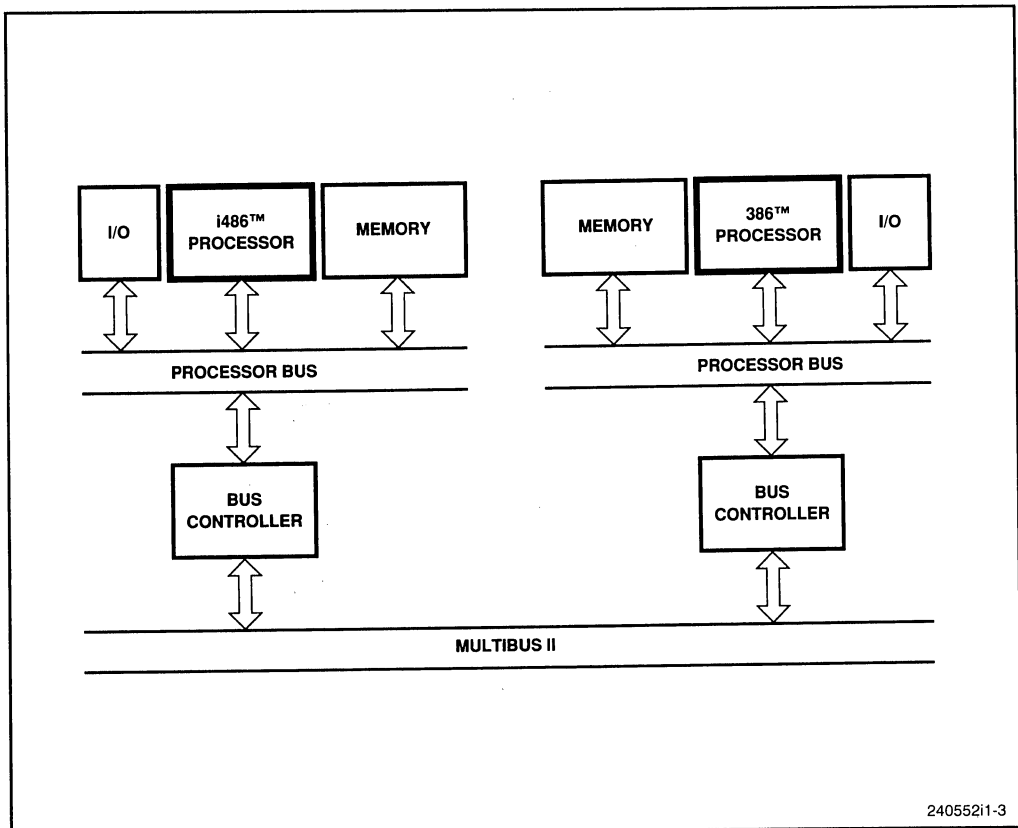 I/O
i486™
PROCESSOR
MEMORY
MEMORY
386™
PROCESSOR
I/O
PROCESSOR BUS
PROCESSOR BUS
BUS
CONTROLLER
BUS
CONTROLLER
MULTIBUS II
240552i1-3